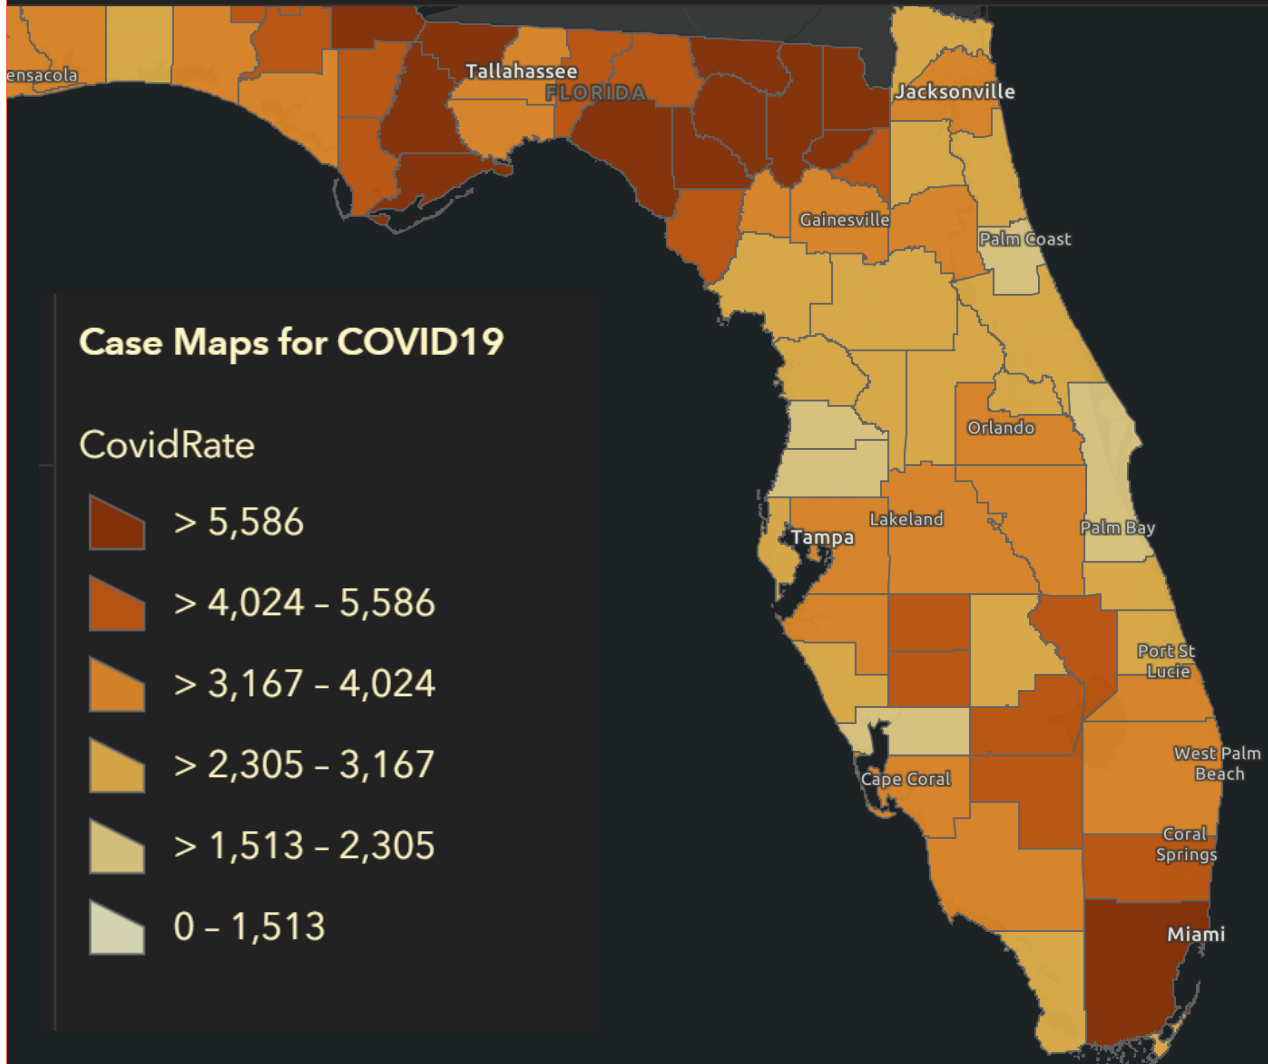 ensacola
Tallahassee
FLORIDA
Jacksonville
Gainesville
Palm Coast
Case Maps for COVID19
CovidRate
> 5,586
> 4,024 – 5,586
> 3,167 – 4,024
> 2,305 – 3,167
> 1,513 – 2,305
0 – 1,513
Orlando
Lakeland
Tampa
Palm Bay
Port St
Lucie
West Palm
Beach
Cape Coral
Coral
Springs
Miami